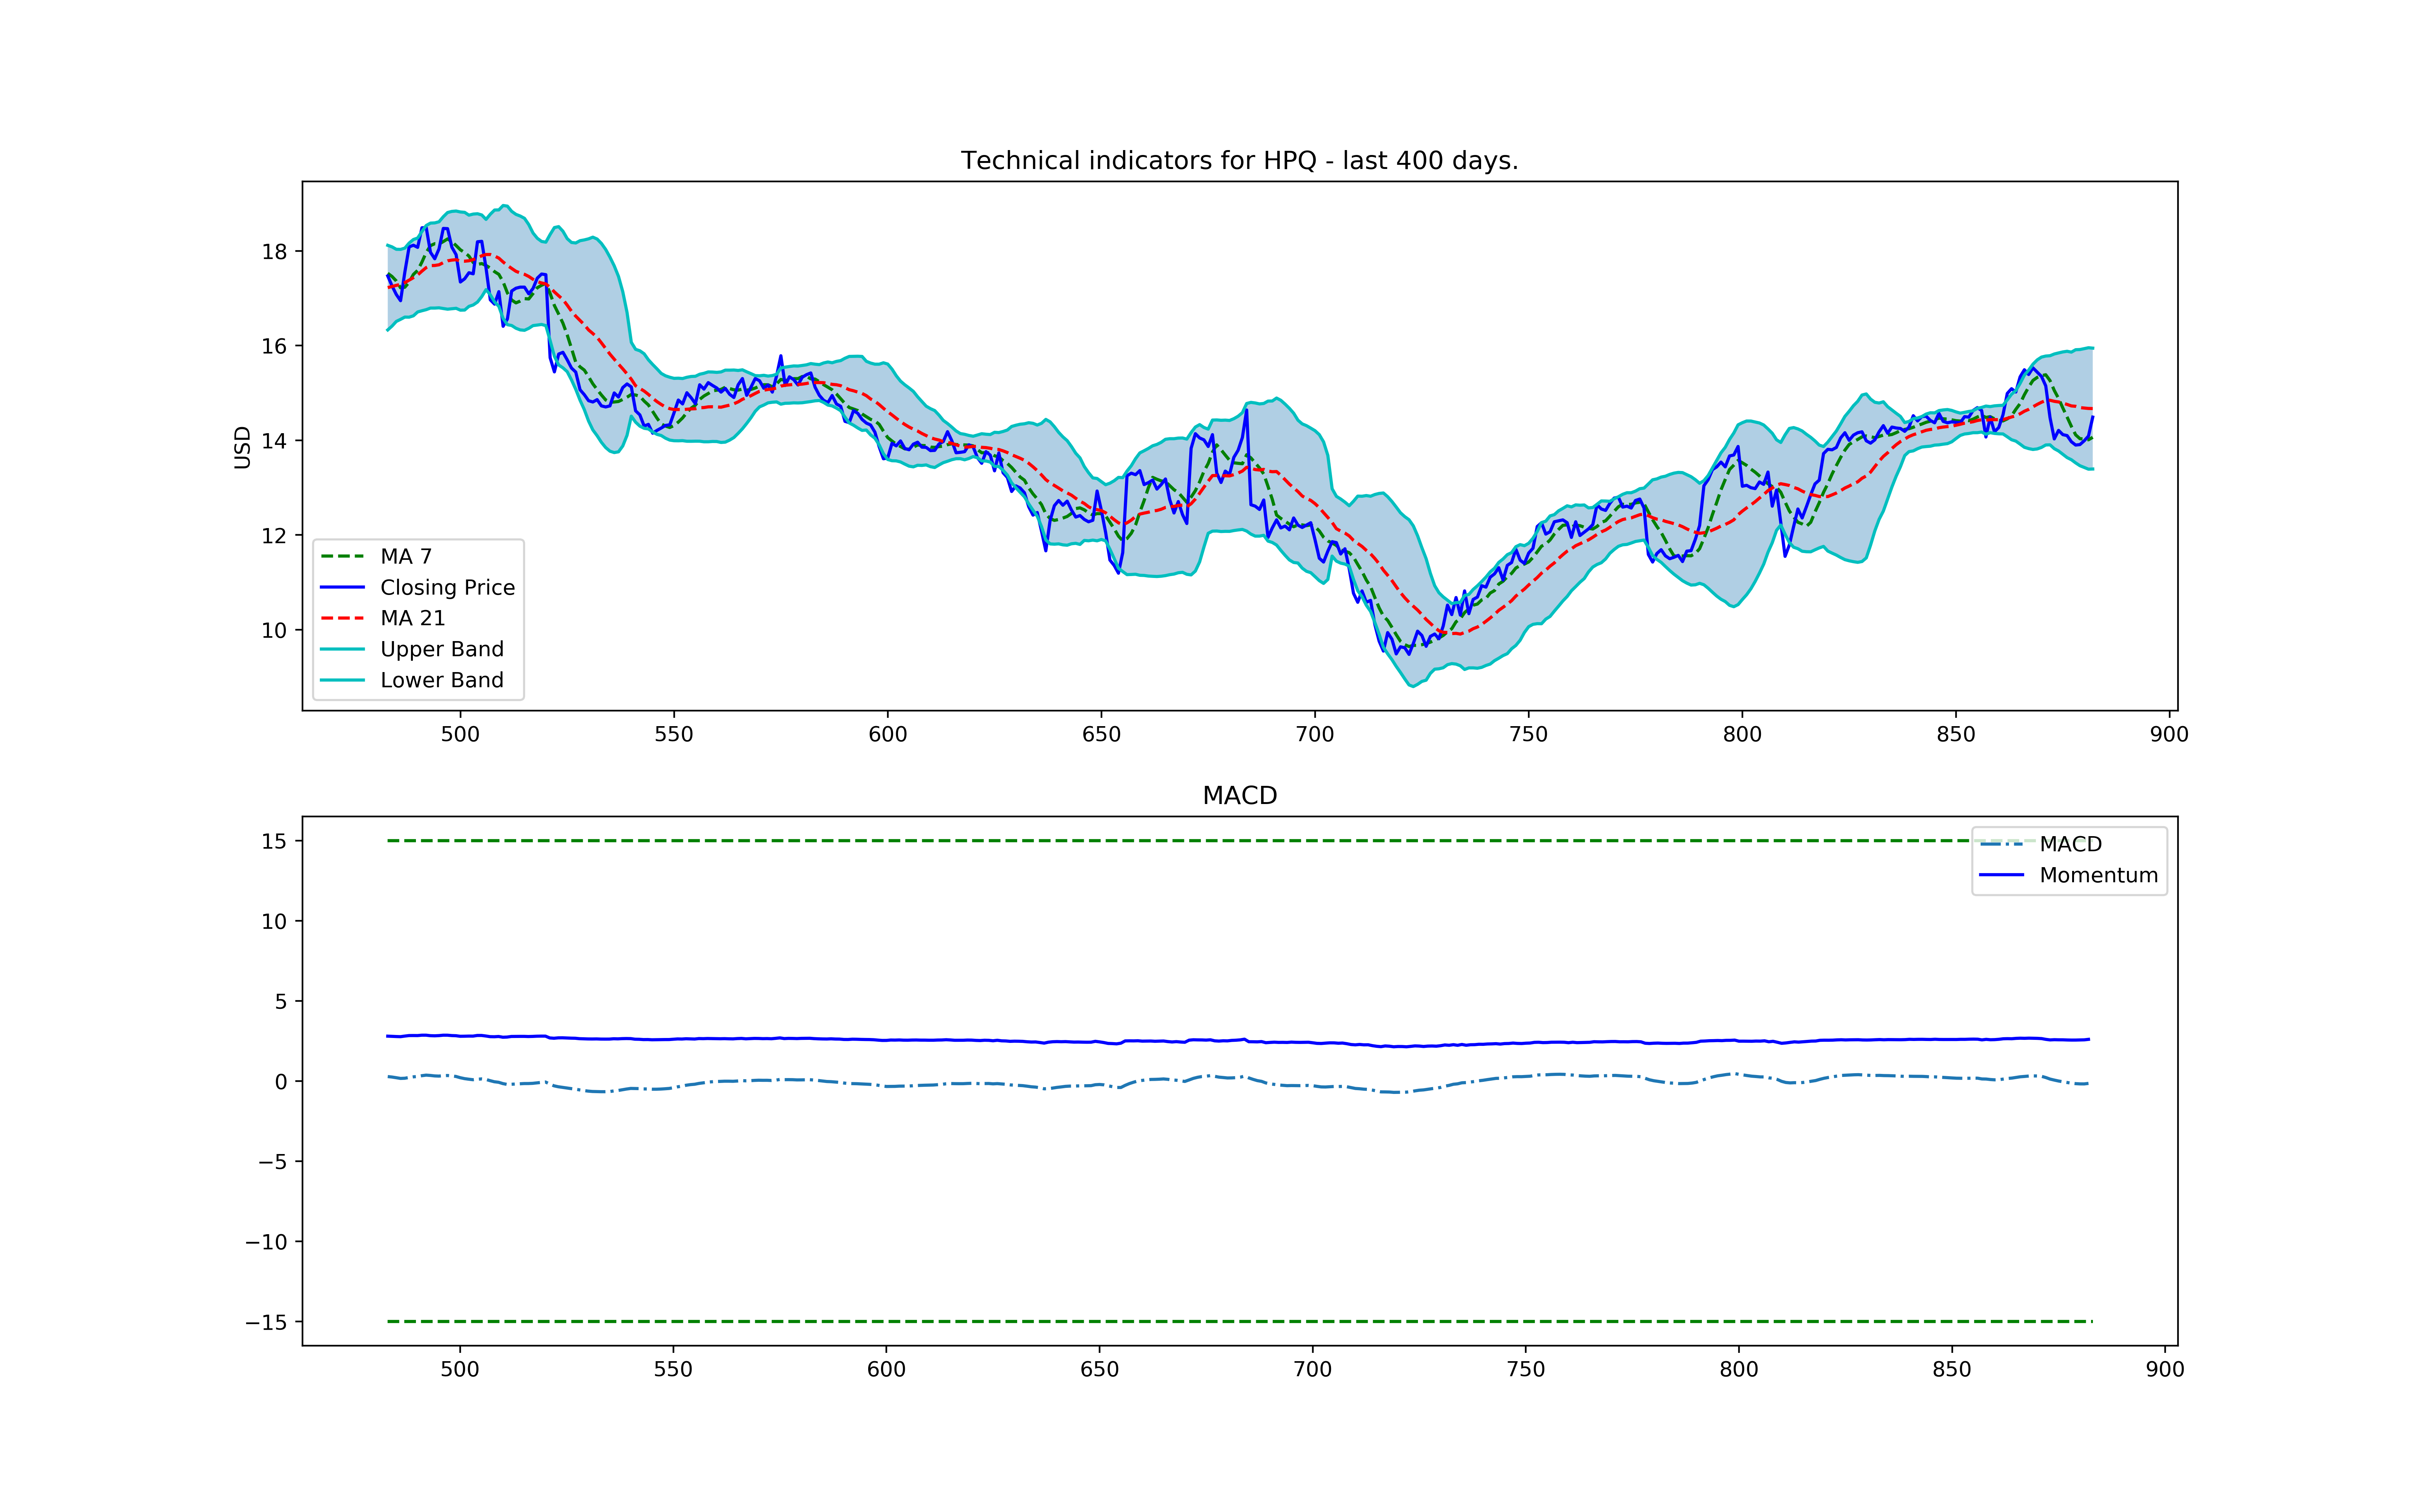 Technical indicators for HPQ - last 400 days.
USD
18
16
14
12
10
MA 7
Closing Price
MA 21
Upper Band
Lower Band
500 550 600 650 700 750 800 850 900
MACD
15
10
5
0
−5
−10
−15
MACD
Momentum
500 550 600 650 700 750 800 850 900